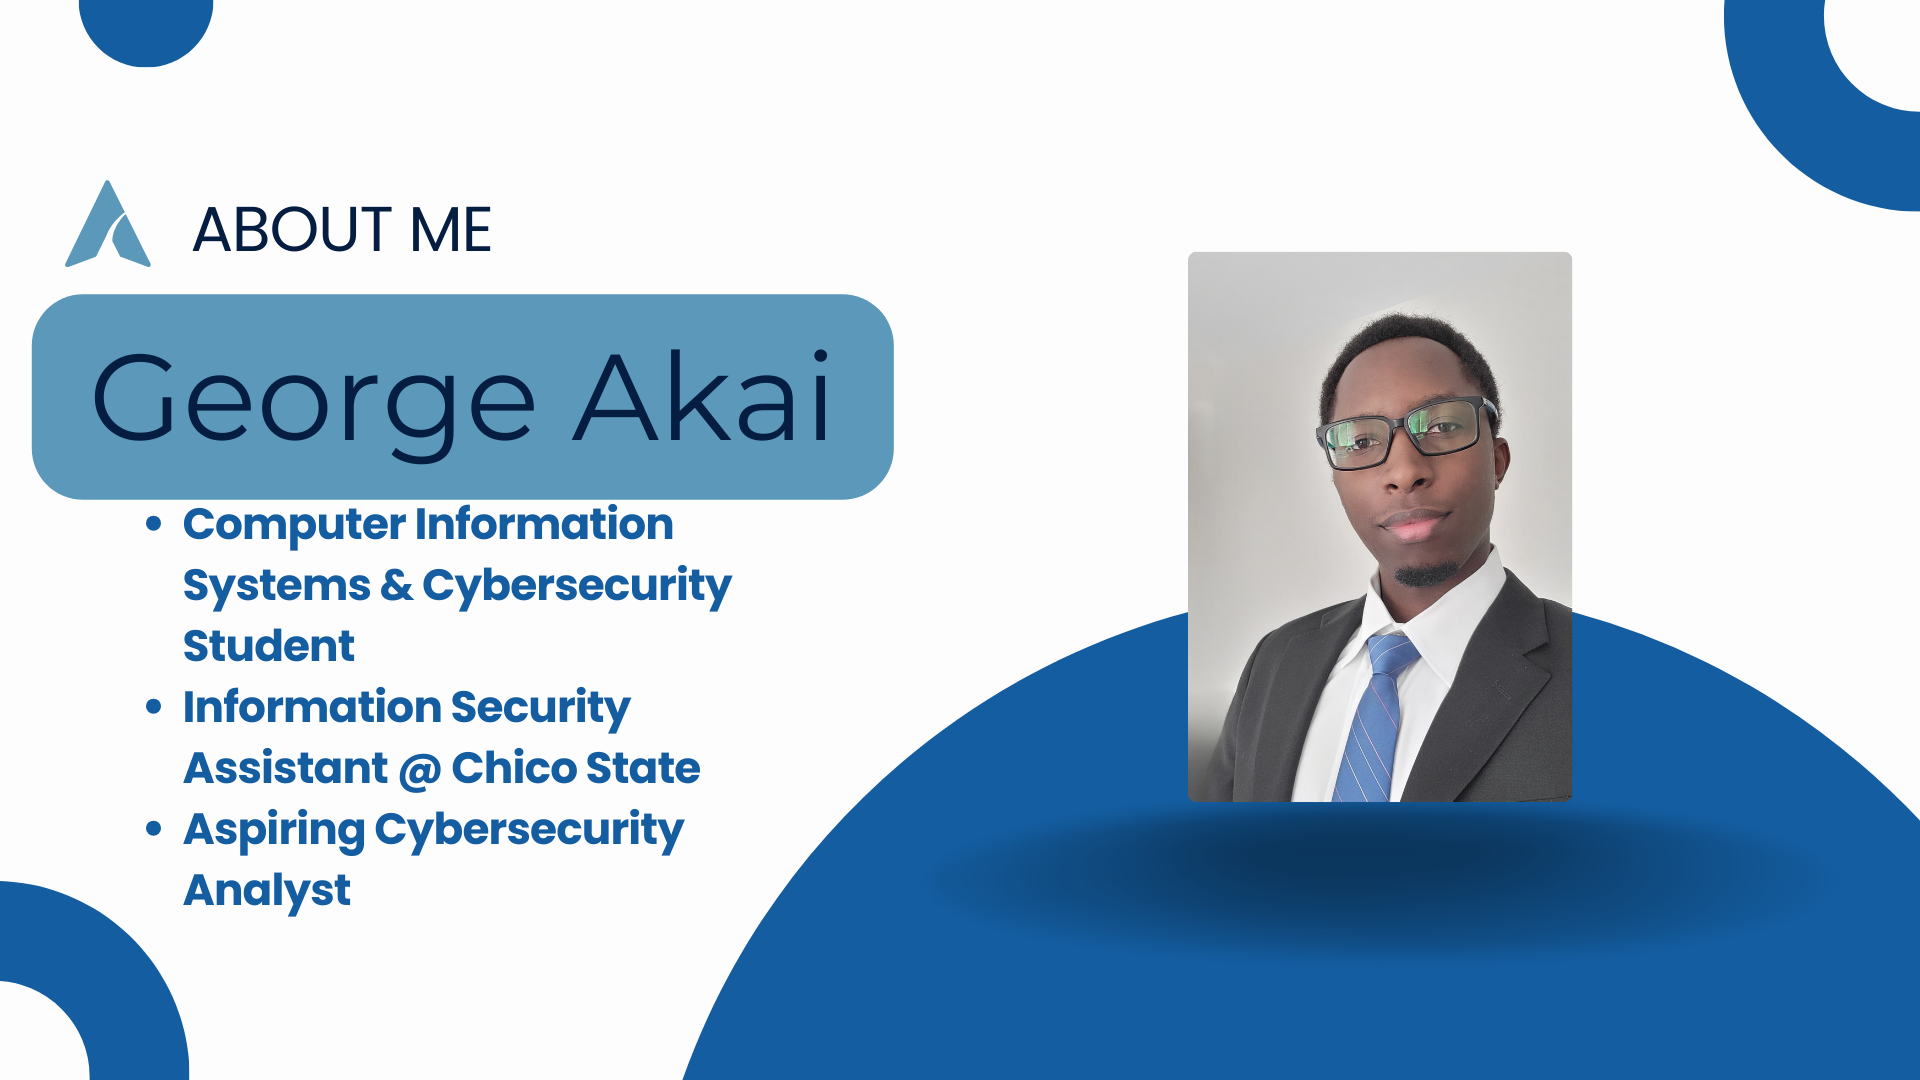 ABOUT ME
George Akai
• Computer Information
Systems & Cybersecurity
Student
• Information Security
Assistant @ Chico State
• Aspiring Cybersecurity
Analyst